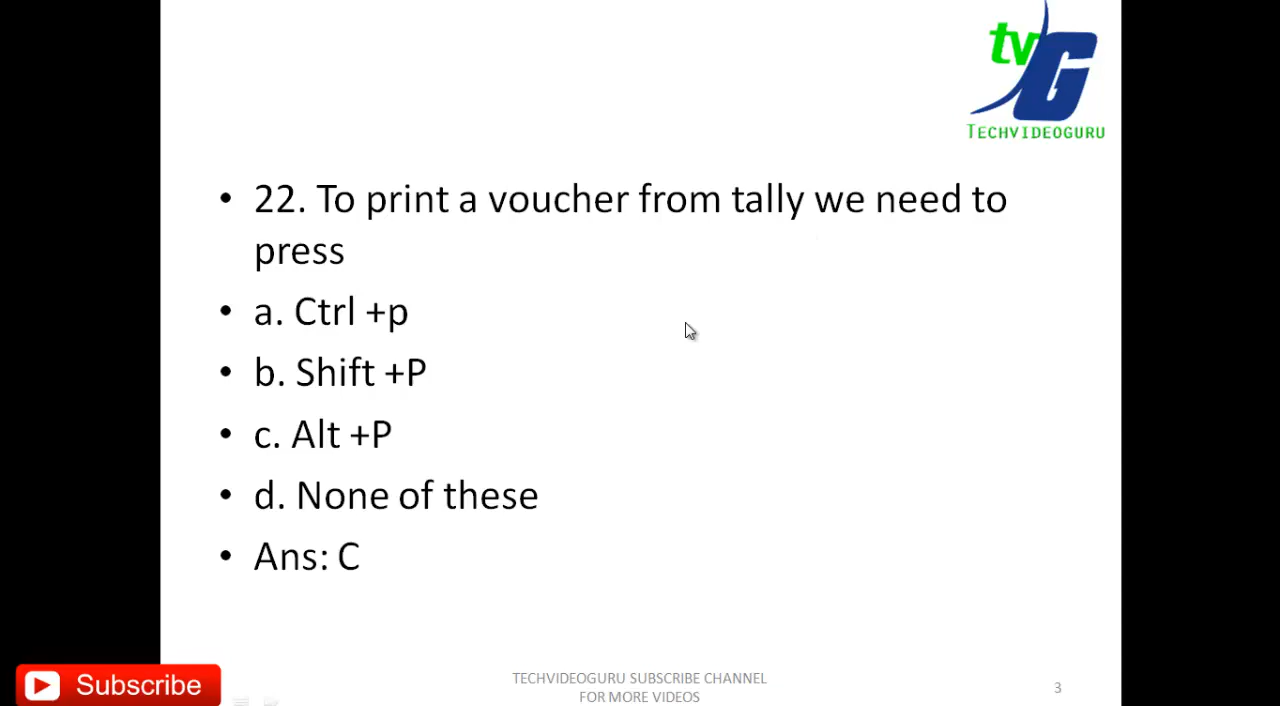 tvG
TECHVIDEOGURU
• 22. To print a voucher from tally we need to
press
• a. Ctrl +p
• b. Shift +P
• c. Alt +P
• d. None of these
• Ans: C
Subscribe
TECHVIDEOGURU SUBSCRIBE CHANNEL
FOR MORE VIDEOS
3